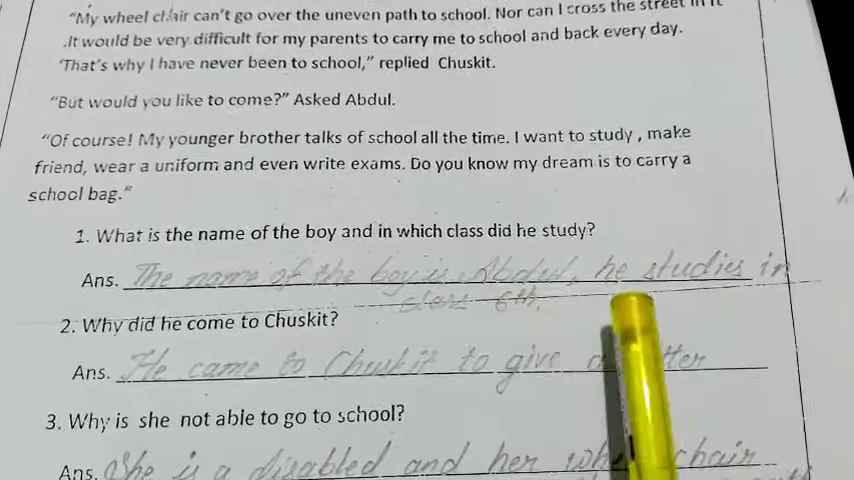 "My wheel chair can't go over the uneven path to school. Nor can I cross the street in it
.It would be very difficult for my parents to carry me to school and back every day.
'That's why I have never been to school," replied Chuskit.
"But would you like to come?" Asked Abdul.
"Of course! My younger brother talks of school all the time. I want to study , make
friend, wear a uniform and even write exams. Do you know my dream is to carry a
school bag."
1. What is the name of the boy and in which class did he study?
Ans. The name of the boy is Abdul, he studies in
class 6th.
2. Why did he come to Chuskit?
Ans. He came to Chuskit to give
3. Why is she not able to go to school?
Ans. She is a disabled and her chair